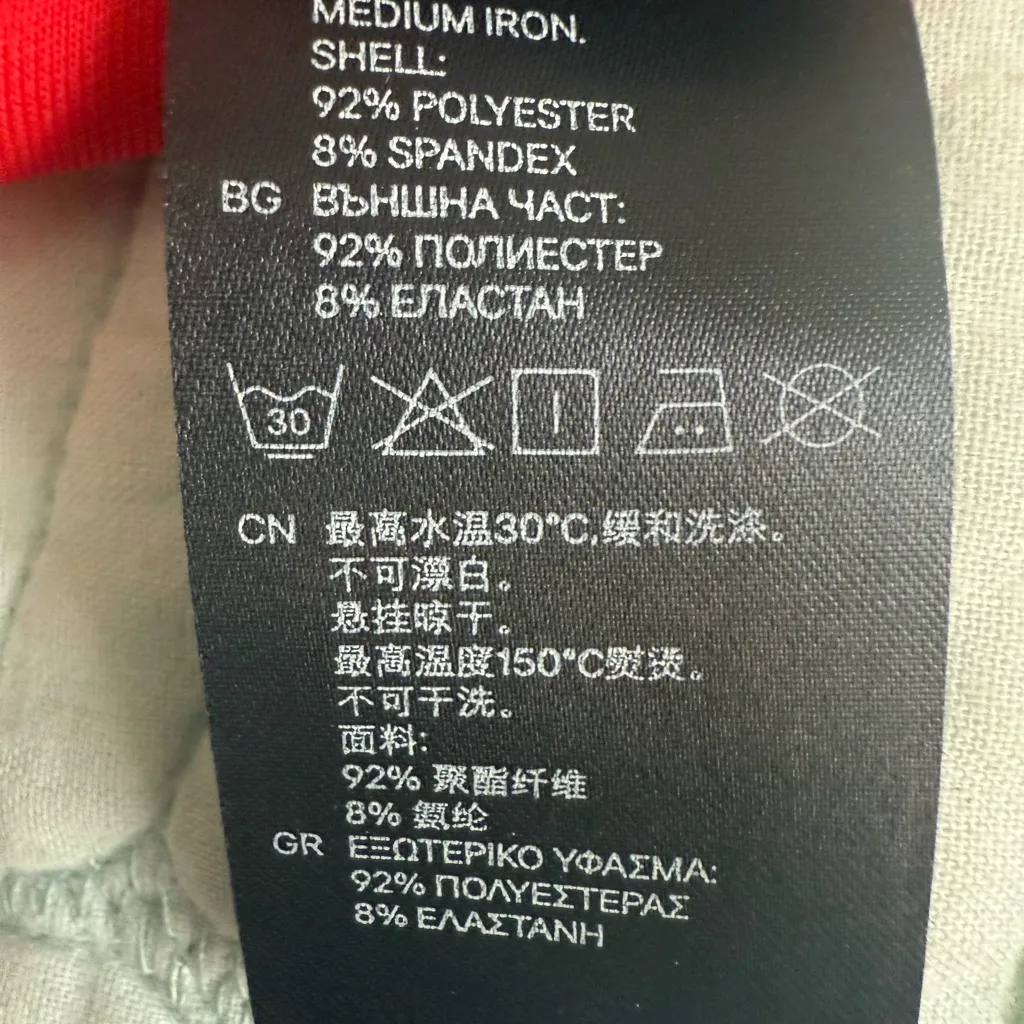 MEDIUM IRON.
SHELL:
92% POLYESTER
8% SPANDEX
BG ВЪНШНА ЧАСТ:
92% ПОЛИЕСТЕР
8% ЕЛАСТАН
30
CN 最高水温30°C,缓和洗涤。
不可漂白。
悬挂晾干。
最高温度150°C熨烫。
不可干洗。
面料:
92% 聚酯纤维
8% 氨纶
GR ΕΞΩΤΕΡΙΚΟ ΥΦΑΣΜΑ:
92% ΠΟΛΥΕΣΤΕΡΑΣ
8% ΕΛΑΣΤΑΝΗ